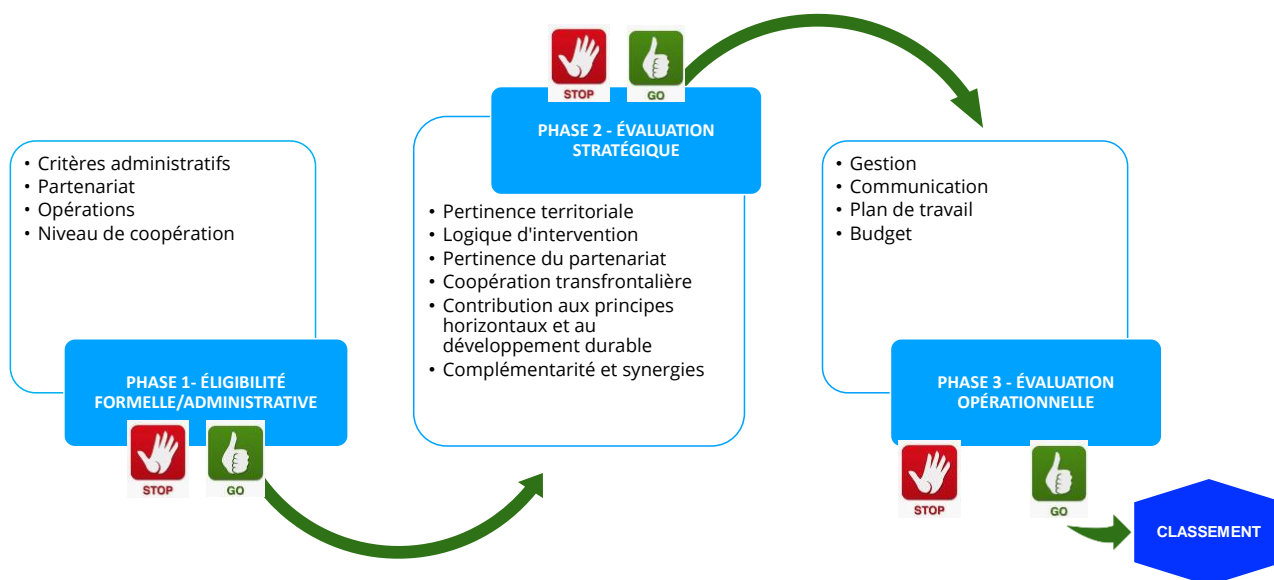 • Critères administratifs
• Partenariat
• Opérations
• Niveau de coopération
PHASE 1- ÉLIGIBILITÉ
FORMELLE/ADMINISTRATIVE
STOP
GO
STOP
GO
PHASE 2 - ÉVALUATION
STRATÉGIQUE
• Pertinence territoriale
• Logique d'intervention
• Pertinence du partenariat
• Coopération transfrontalière
• Contribution aux principes
horizontaux et au
développement durable
• Complémentarité et synergies
• Gestion
• Communication
• Plan de travail
• Budget
PHASE 3 - ÉVALUATION
OPÉRATIONNELLE
STOP
GO
CLASSEMENT